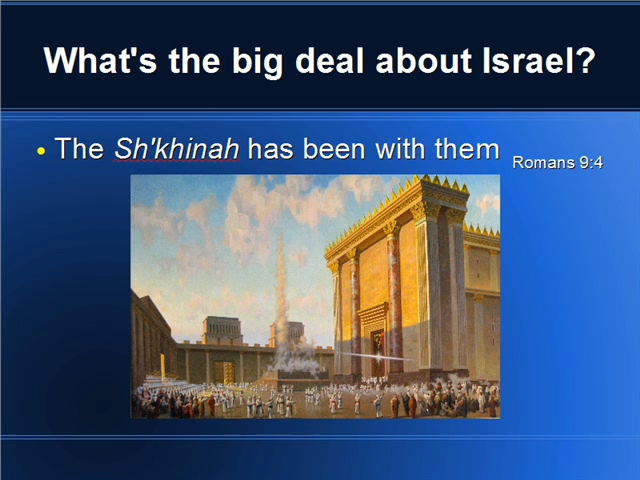 What's the big deal about Israel?
• The Sh'khinah has been with them Romans 9:4